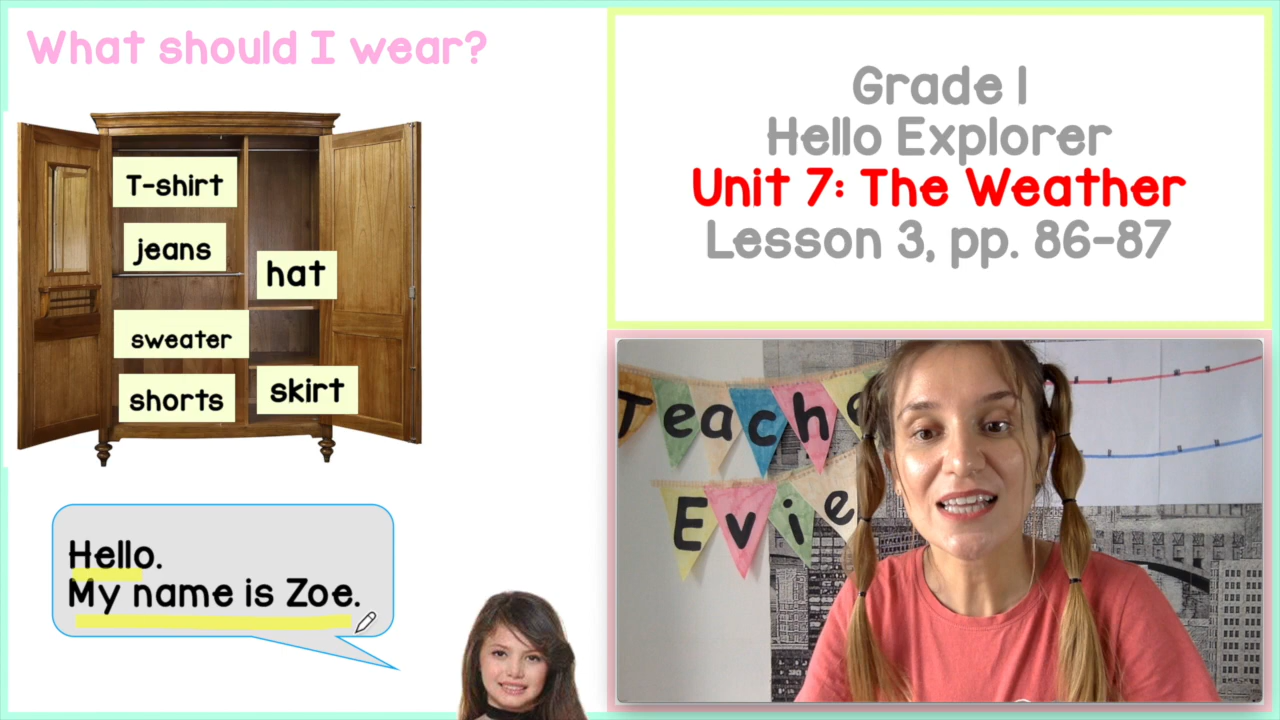 What should I wear?
T-shirt
jeans
hat
sweater
shorts
skirt
Hello.
My name is Zoe.
Grade 1
Hello Explorer
Unit 7: The Weather
Lesson 3, pp. 86-87
Teache
Evie